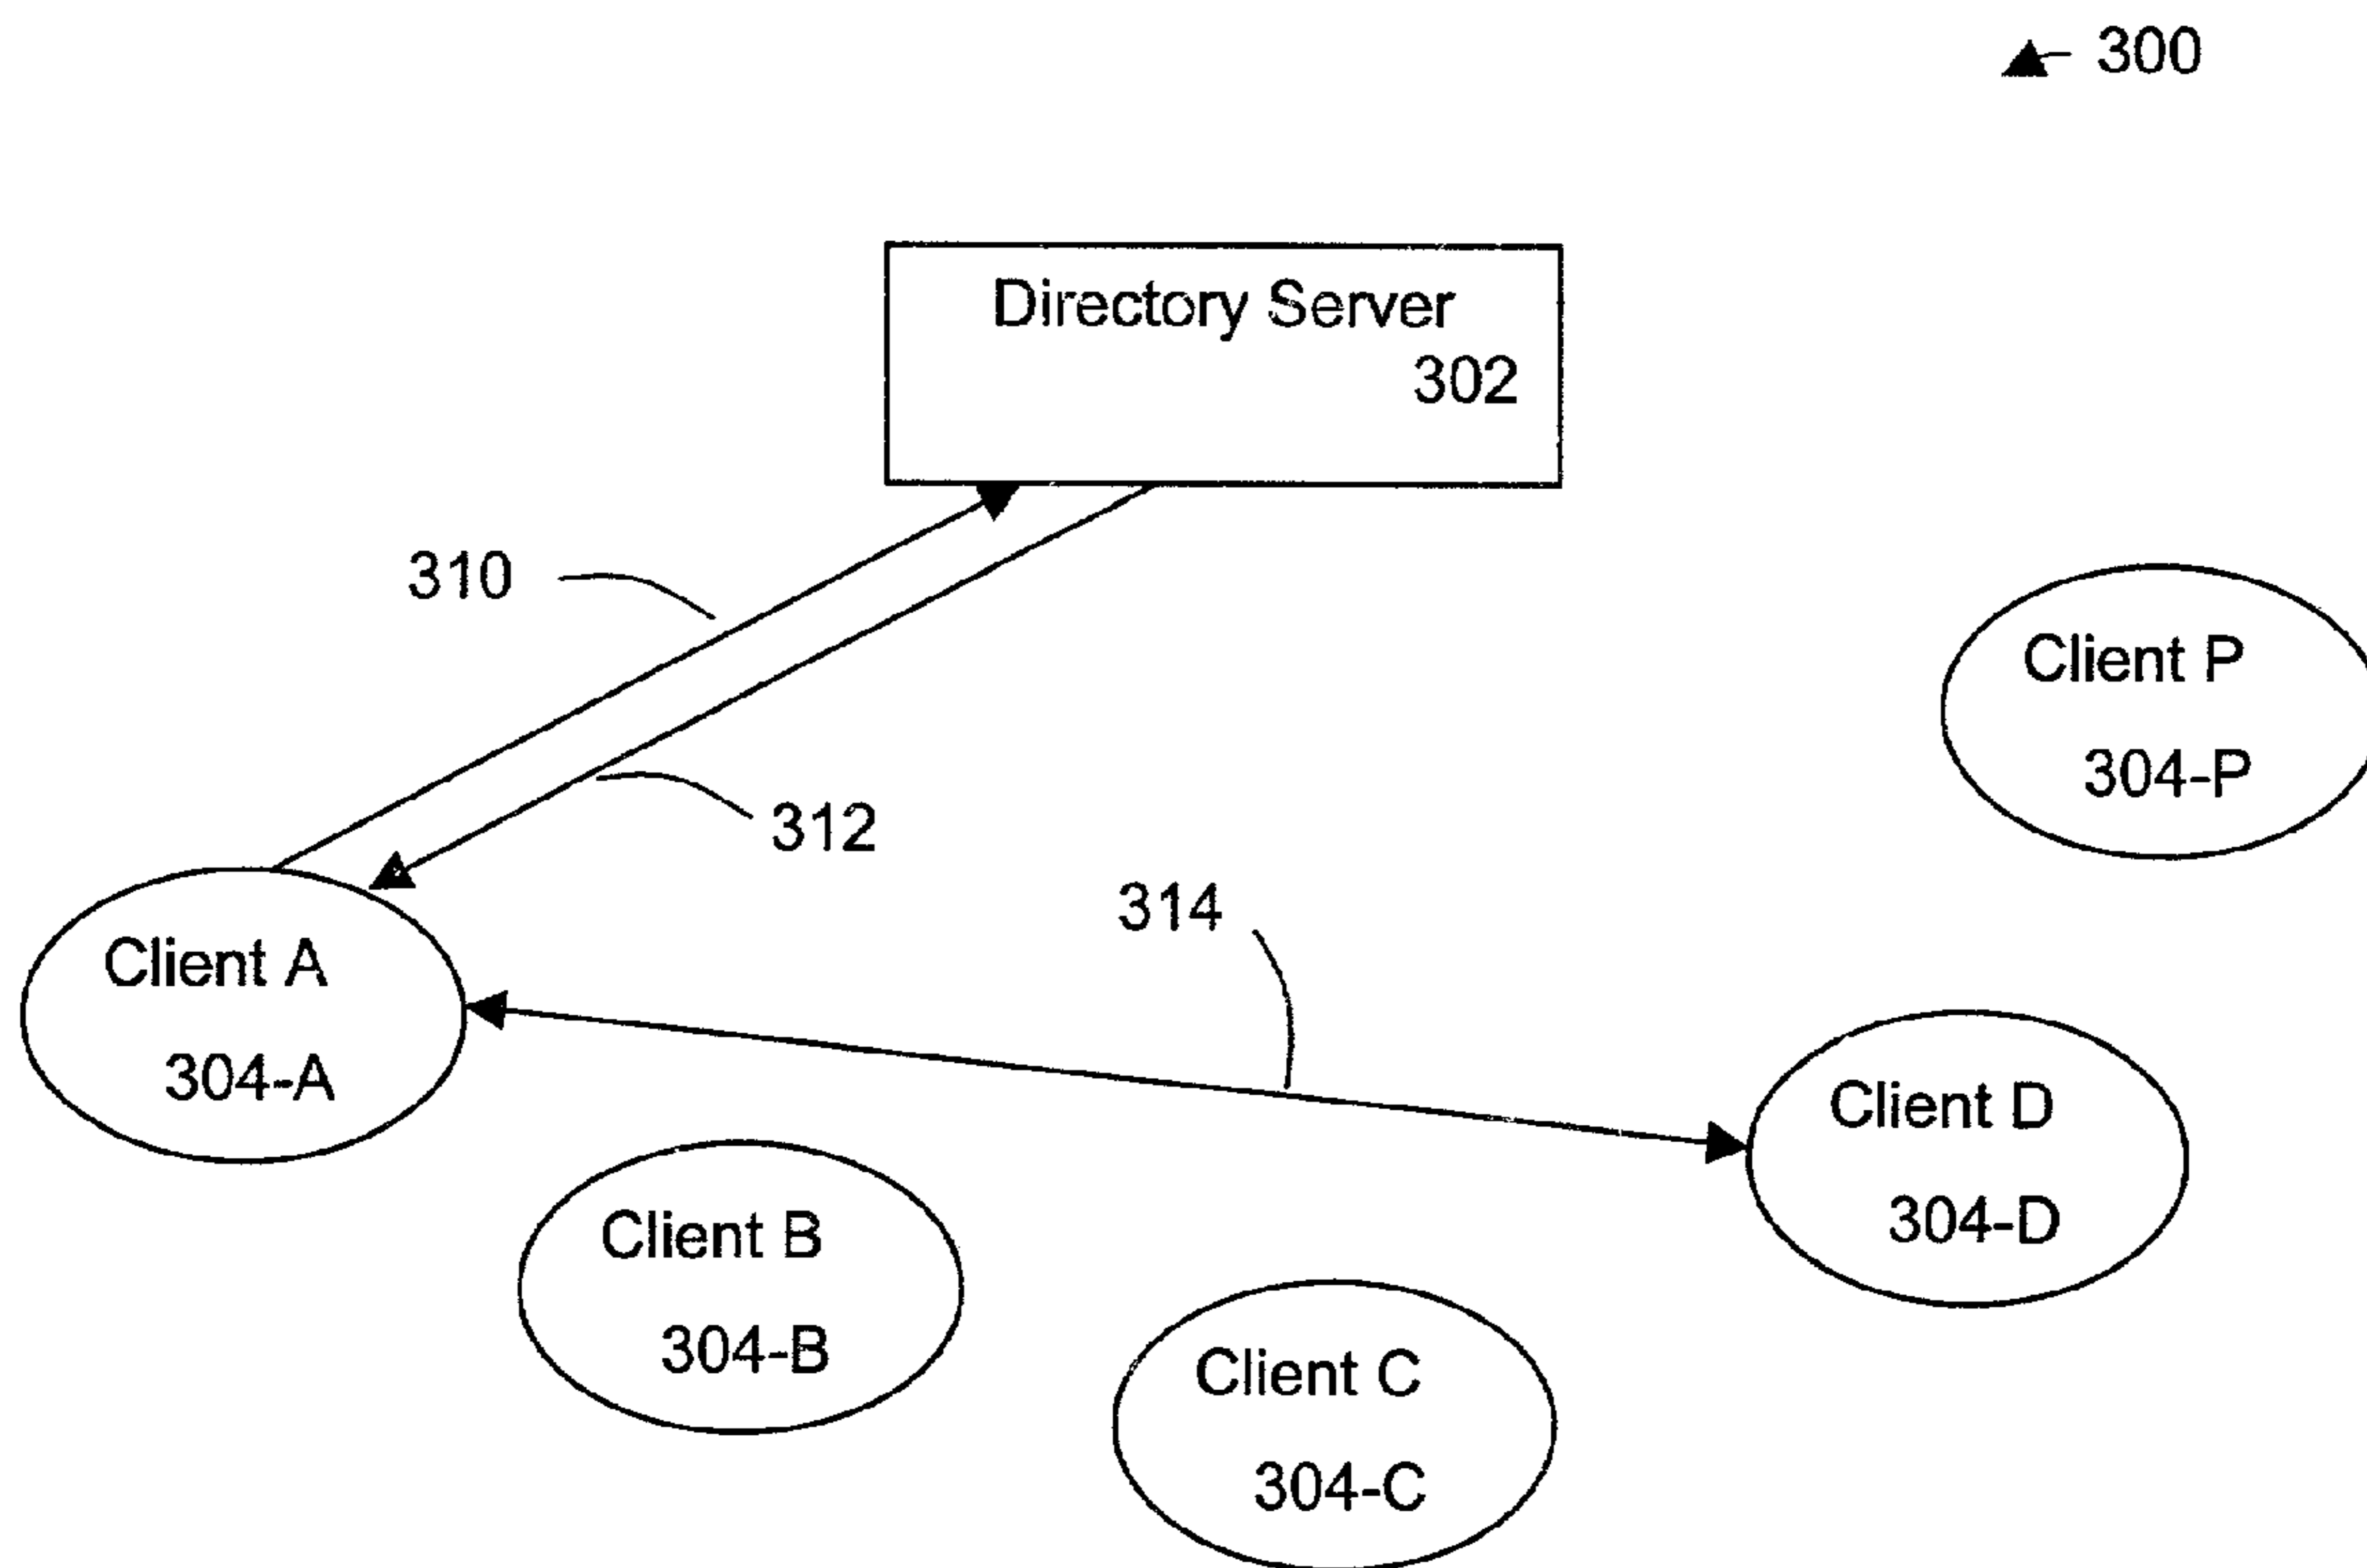 300
Directory Server
302
310
Client P
304-P
312
314
Client A
304-A
Client D
304-D
Client B
304-B
Client C
304-C